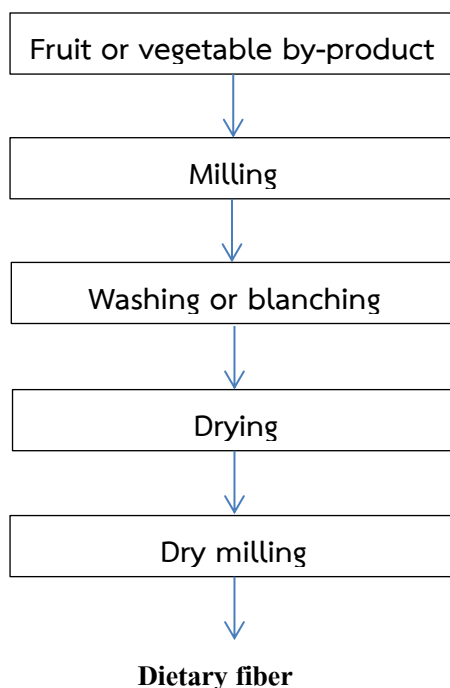 Fruit or vegetable by-product
Milling
Washing or blanching
Drying
Dry milling
Dietary fiber